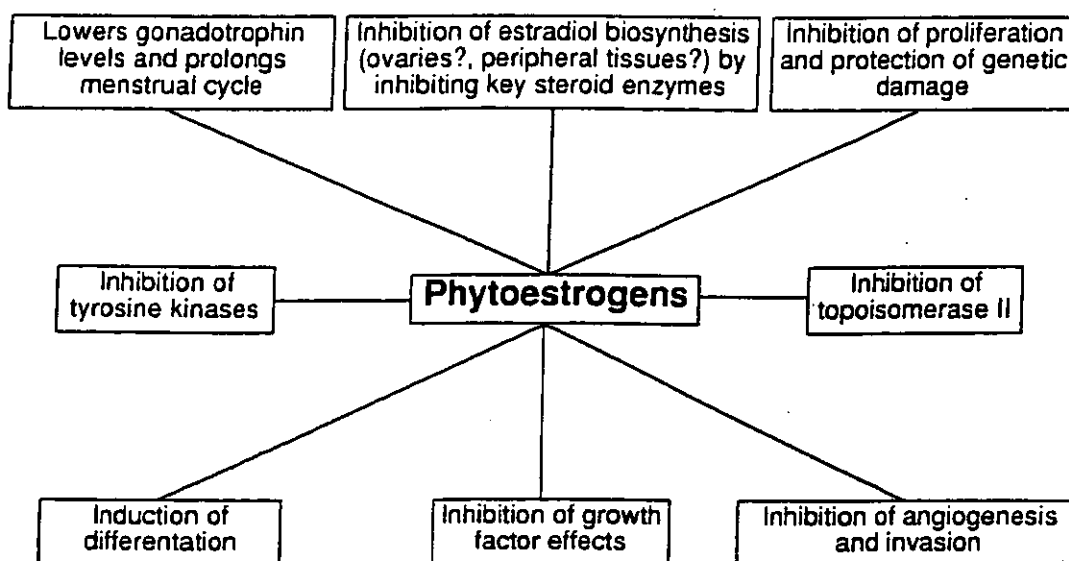 Lowers gonadotrophin
levels and prolongs
menstrual cycle
Inhibition of estradiol biosynthesis
(ovaries?, peripheral tissues?) by
inhibiting key steroid enzymes
Inhibition of proliferation
and protection of genetic
damage
Inhibition of
tyrosine kinases
Phytoestrogens
Inhibition of
topoisomerase II
Induction of
differentation
Inhibition of growth
factor effects
Inhibition of angiogenesis
and invasion